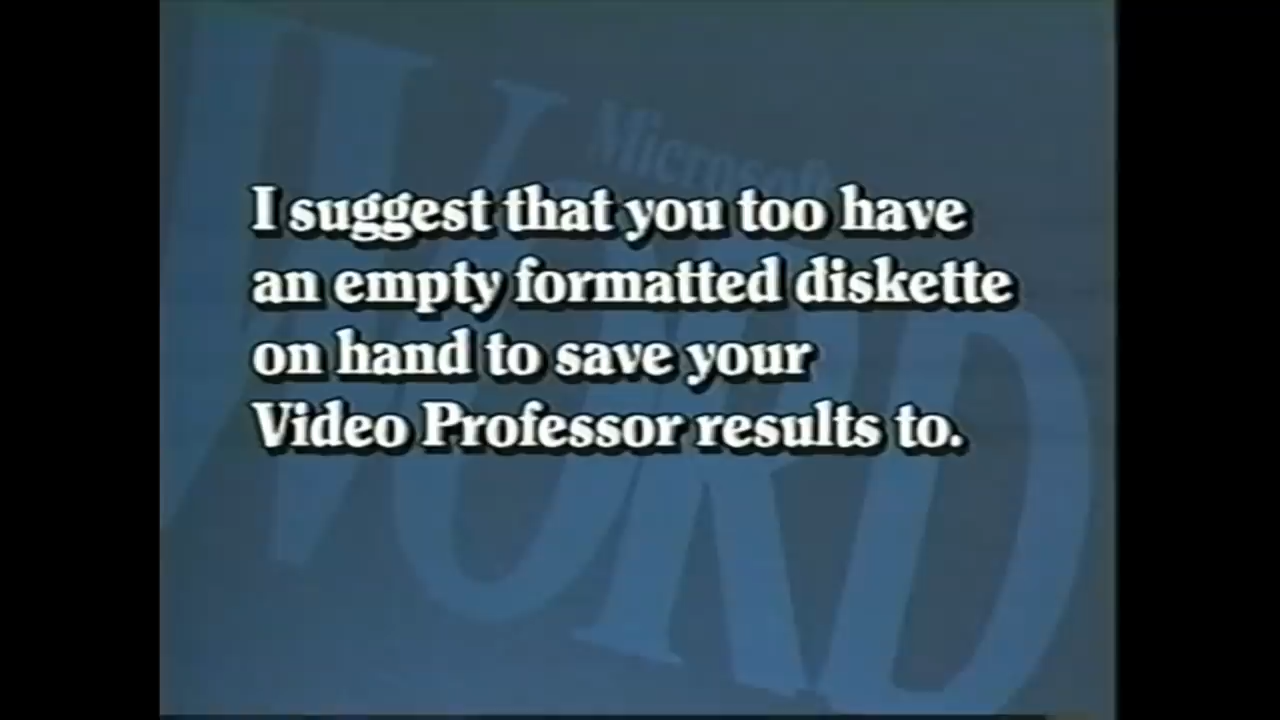 Microsoft
WORD
I suggest that you too have
an empty formatted diskette
on hand to save your
Video Professor results to.